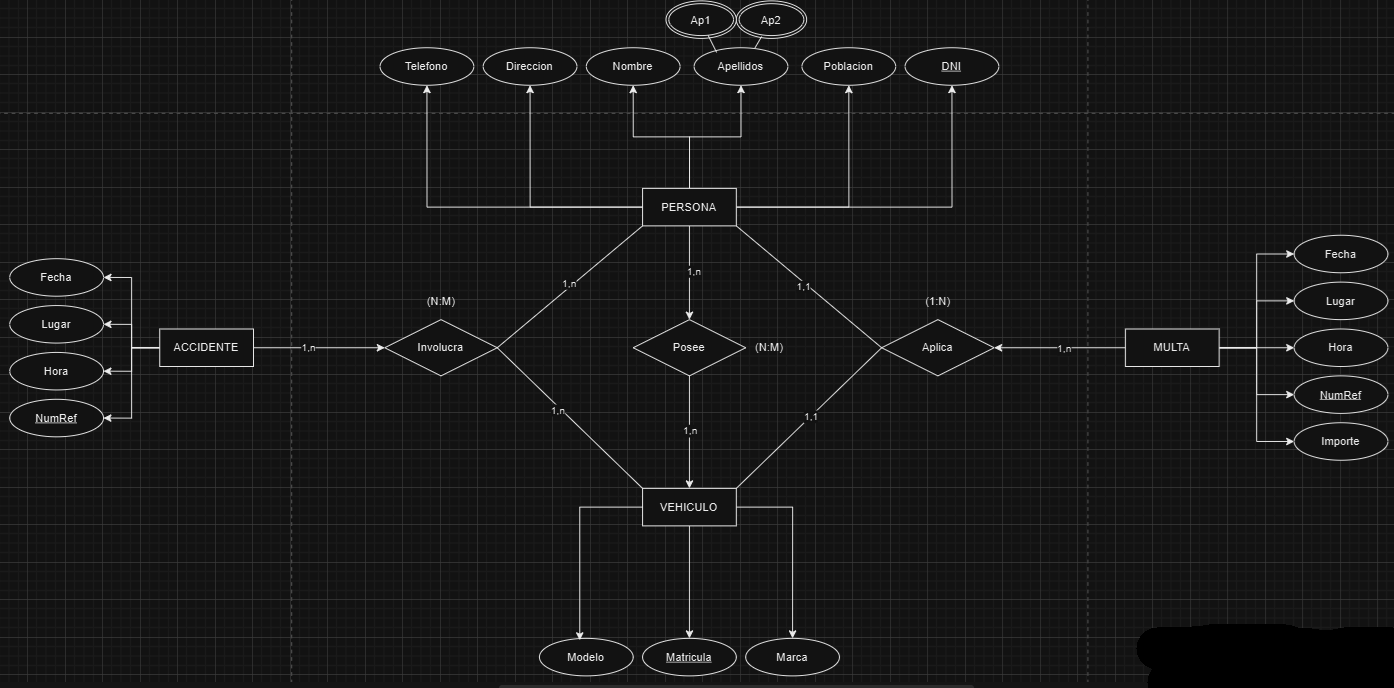 Ap1
Ap2
Telefono
Direccion
Nombre
Apellidos
Poblacion
DNI
PERSONA
1,n
1,n
1,1
Fecha
Lugar
Hora
NumRef
ACCIDENTE
1,n
(N:M)
Involucra
Posee
(N:M)
(1:N)
Aplica
1,n
MULTA
Fecha
Lugar
Hora
NumRef
Importe
1,n
1,n
1,1
VEHICULO
Modelo
Matricula
Marca